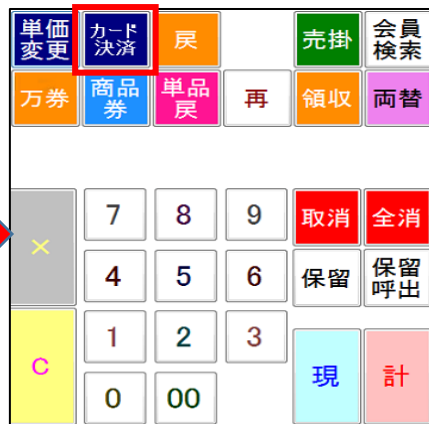 単価
変更
カード
決済
戻
売掛
会員
検索
万券
商品
券
単品
戻
再
領収
両替
×
7
8
9
取消
全消
4
5
6
保留
保留
呼出
C
1
2
3
現
計
0
00